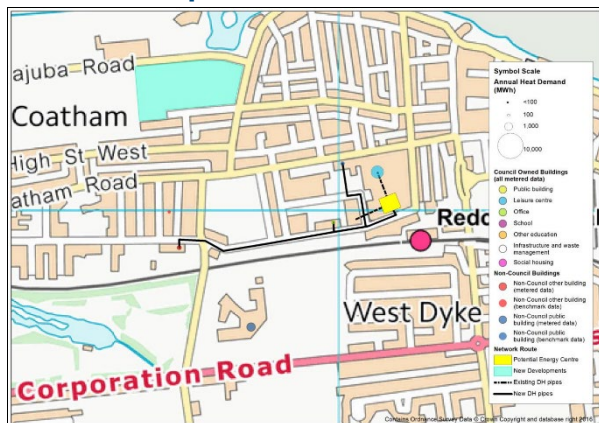 ajuba Road
Coatham
High St West
atham Road
Redc
West Dyke
Corporation Road
Symbol Scale
Annual Heat Demand
(MWh)
<100
100
1,000
10,000
Council Owned Buildings
(all metered data)
Public building
Leisure centre
Office
School
Other education
Infrastructure and waste
management
Social housing
Non-Council Buildings
Non-Council other building
(metered data)
Non-Council other building
(benchmark data)
Non-Council public
building (metered data)
Non-Council public
building (benchmark data)
Network Route
Potential Energy Centre
New Developments
Existing DH pipes
New DH pipes
Contains Ordnance Survey Data © Crown Copyright and database right 2016